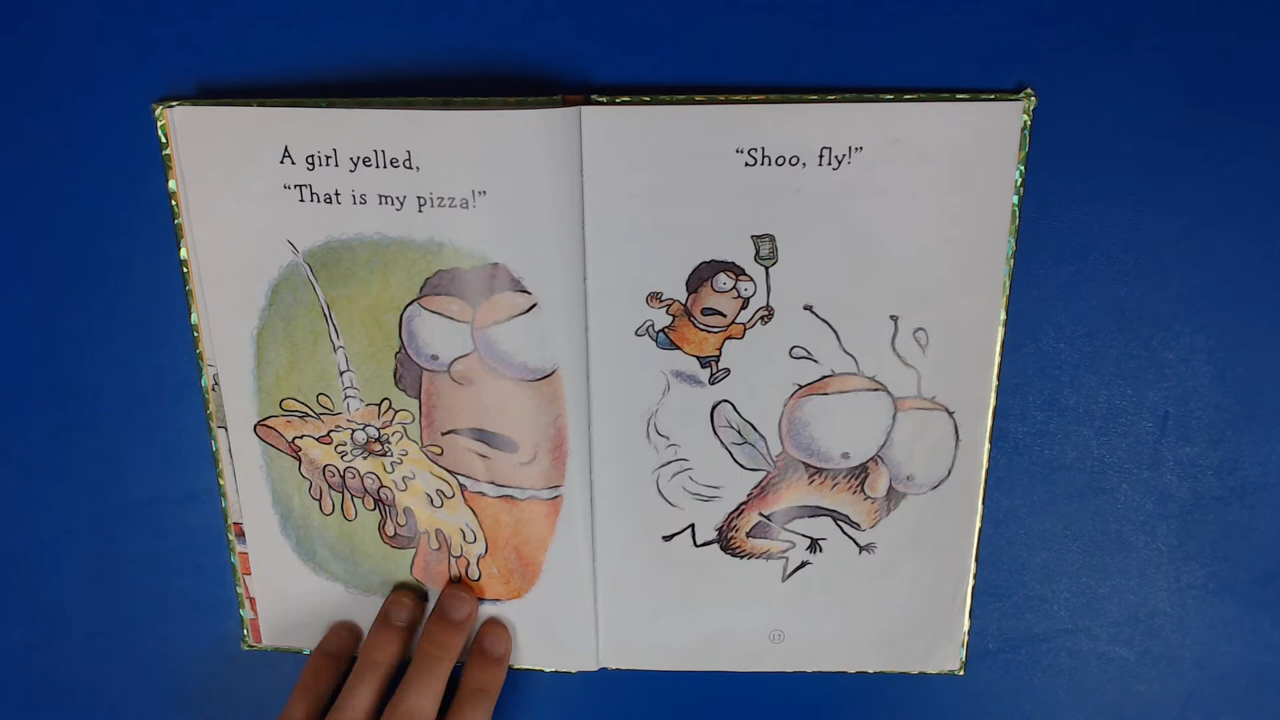 A girl yelled,
“That is my pizza!”
“Shoo, fly!”
17